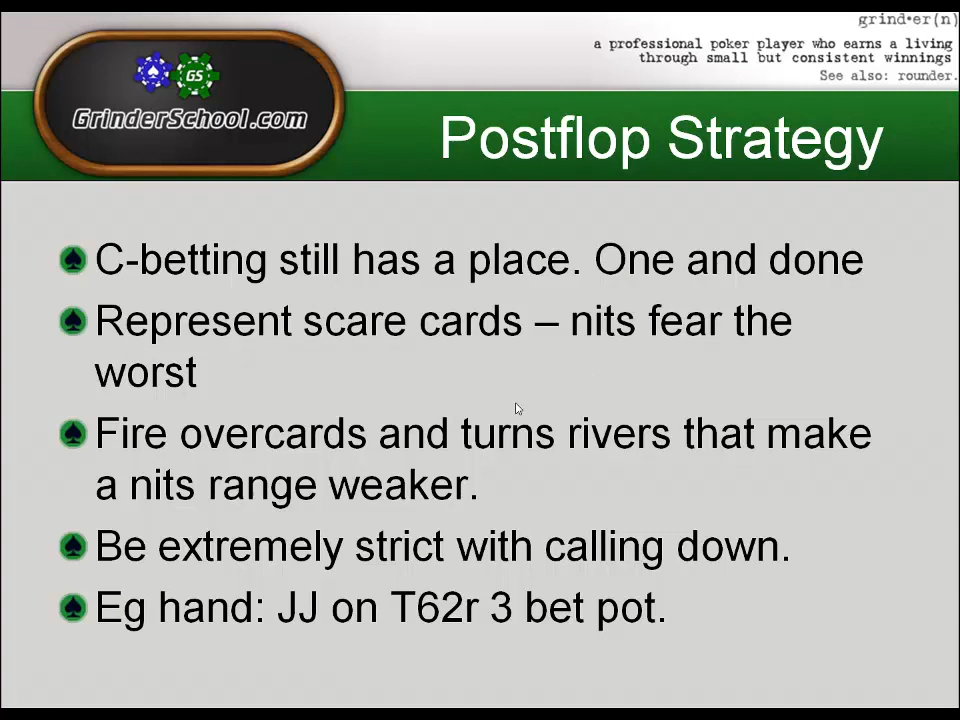 grind•er(n)
a professional poker player who earns a living
through small but consistent winnings
See also: rounder.
GS
GrinderSchool.com
Postflop Strategy
C-betting still has a place. One and done
Represent scare cards – nits fear the
worst
Fire overcards and turns rivers that make
a nits range weaker.
Be extremely strict with calling down.
Eg hand: JJ on T62r 3 bet pot.